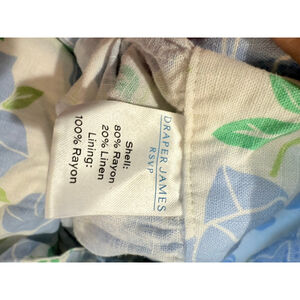 DRAPER JAMES
RSVP
Shell:
80% Rayon
20% Linen
Lining:
100% Rayon